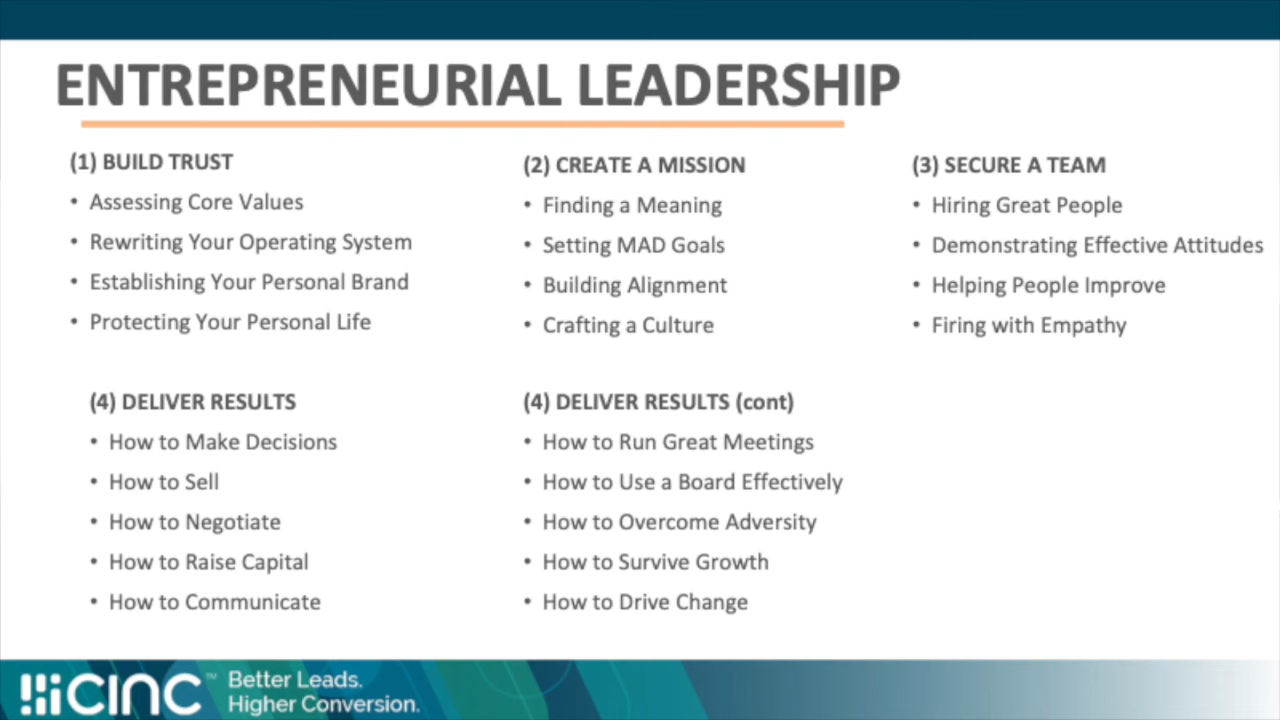 ENTREPRENEURIAL LEADERSHIP
(1) BUILD TRUST
• Assessing Core Values
• Rewriting Your Operating System
• Establishing Your Personal Brand
• Protecting Your Personal Life
(2) CREATE A MISSION
• Finding a Meaning
• Setting MAD Goals
• Building Alignment
• Crafting a Culture
(3) SECURE A TEAM
• Hiring Great People
• Demonstrating Effective Attitudes
• Helping People Improve
• Firing with Empathy
(4) DELIVER RESULTS
• How to Make Decisions
• How to Sell
• How to Negotiate
• How to Raise Capital
• How to Communicate
(4) DELIVER RESULTS (cont)
• How to Run Great Meetings
• How to Use a Board Effectively
• How to Overcome Adversity
• How to Survive Growth
• How to Drive Change
CINC™
Better Leads.
Higher Conversion.